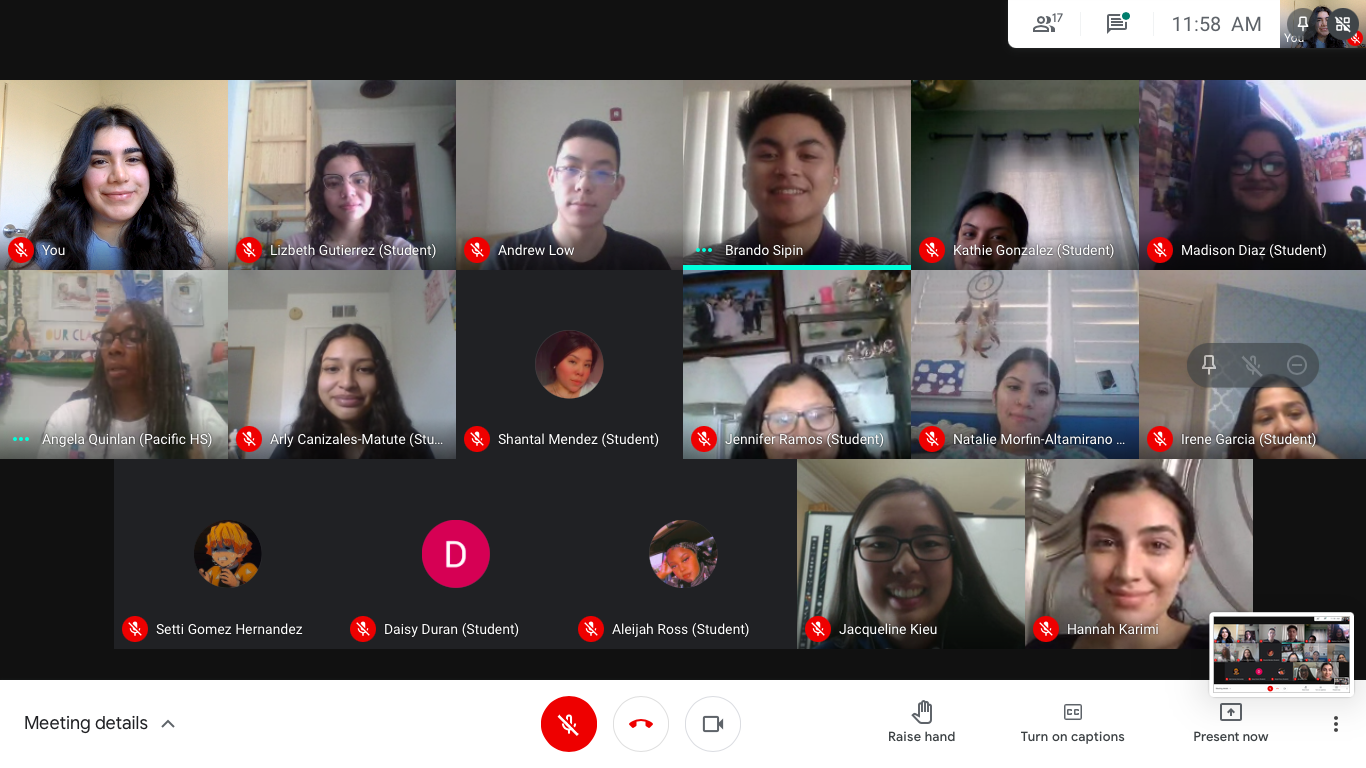 17
11:58 AM
You
You
Lizbeth Gutierrez (Student)
Andrew Low
Brando Sipin
Kathie Gonzalez (Student)
Madison Diaz (Student)
OUR CLA
Angela Quinlan (Pacific HS)
Arly Canizales-Matute (Stu...
Shantal Mendez (Student)
Jennifer Ramos (Student)
Natalie Morfin-Altamirano ...
Irene Garcia (Student)
D
Setti Gomez Hernandez
Daisy Duran (Student)
Aleijah Ross (Student)
Jacqueline Kieu
Hannah Karimi
Meeting details
CC
Raise hand
Turn on captions
Present now